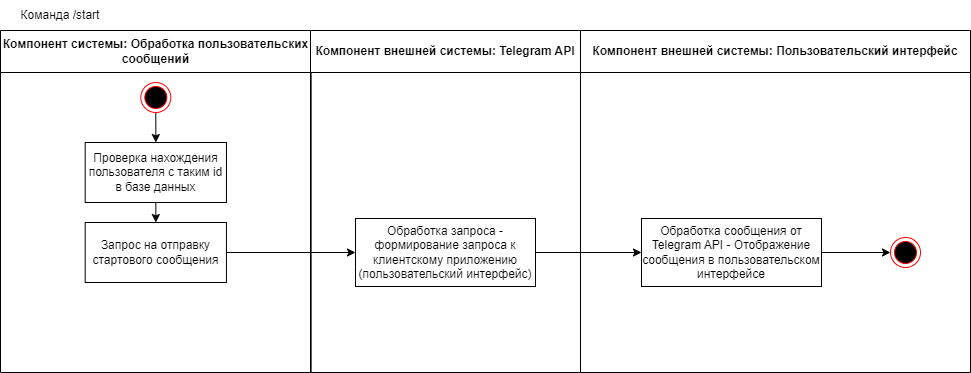 Команда /start
Компонент системы: Обработка пользовательских
сообщений
Компонент внешней системы: Telegram API
Компонент внешней системы: Пользовательский интерфейс
Проверка нахождения
пользователя с таким id
в базе данных
Запрос на отправку
стартового сообщения
Обработка запроса -
формирование запроса к
клиентскому приложению
(пользовательский интерфейс)
Обработка сообщения от
Telegram API - Отображение
сообщения в пользовательском
интерфейсе